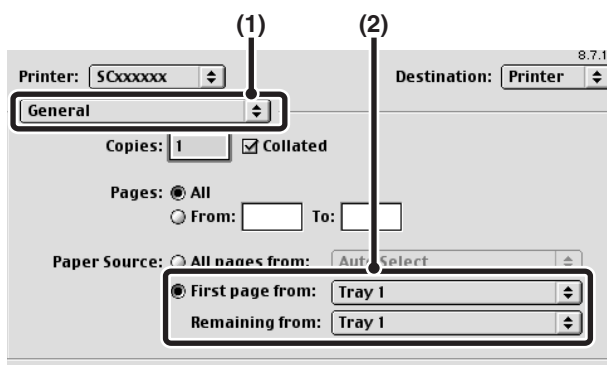 (1) (2)
8.7.1
Printer: SCxxxxxx Destination: Printer
General
Copies: 1 Collated
Pages: All
From: To:
Paper Source: All pages from: Auto Select
First page from: Tray 1
Remaining from: Tray 1